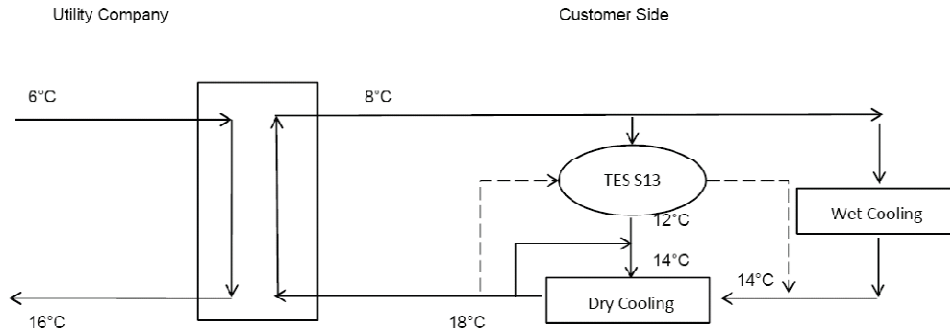 Utility Company
Customer Side
6°C
8°C
TES S13
Wet Cooling
12°C
14°C
14°C
Dry Cooling
16°C
18°C